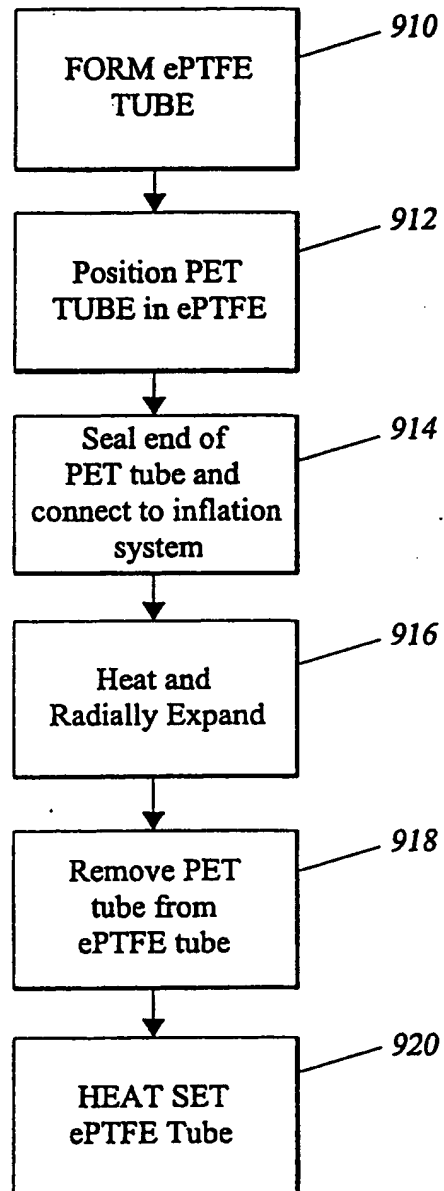 910
FORM ePTFE
TUBE
912
Position PET
TUBE in ePTFE
914
Seal end of
PET tube and
connect to inflation
system
916
Heat and
Radially Expand
918
Remove PET
tube from
ePTFE tube
920
HEAT SET
ePTFE Tube